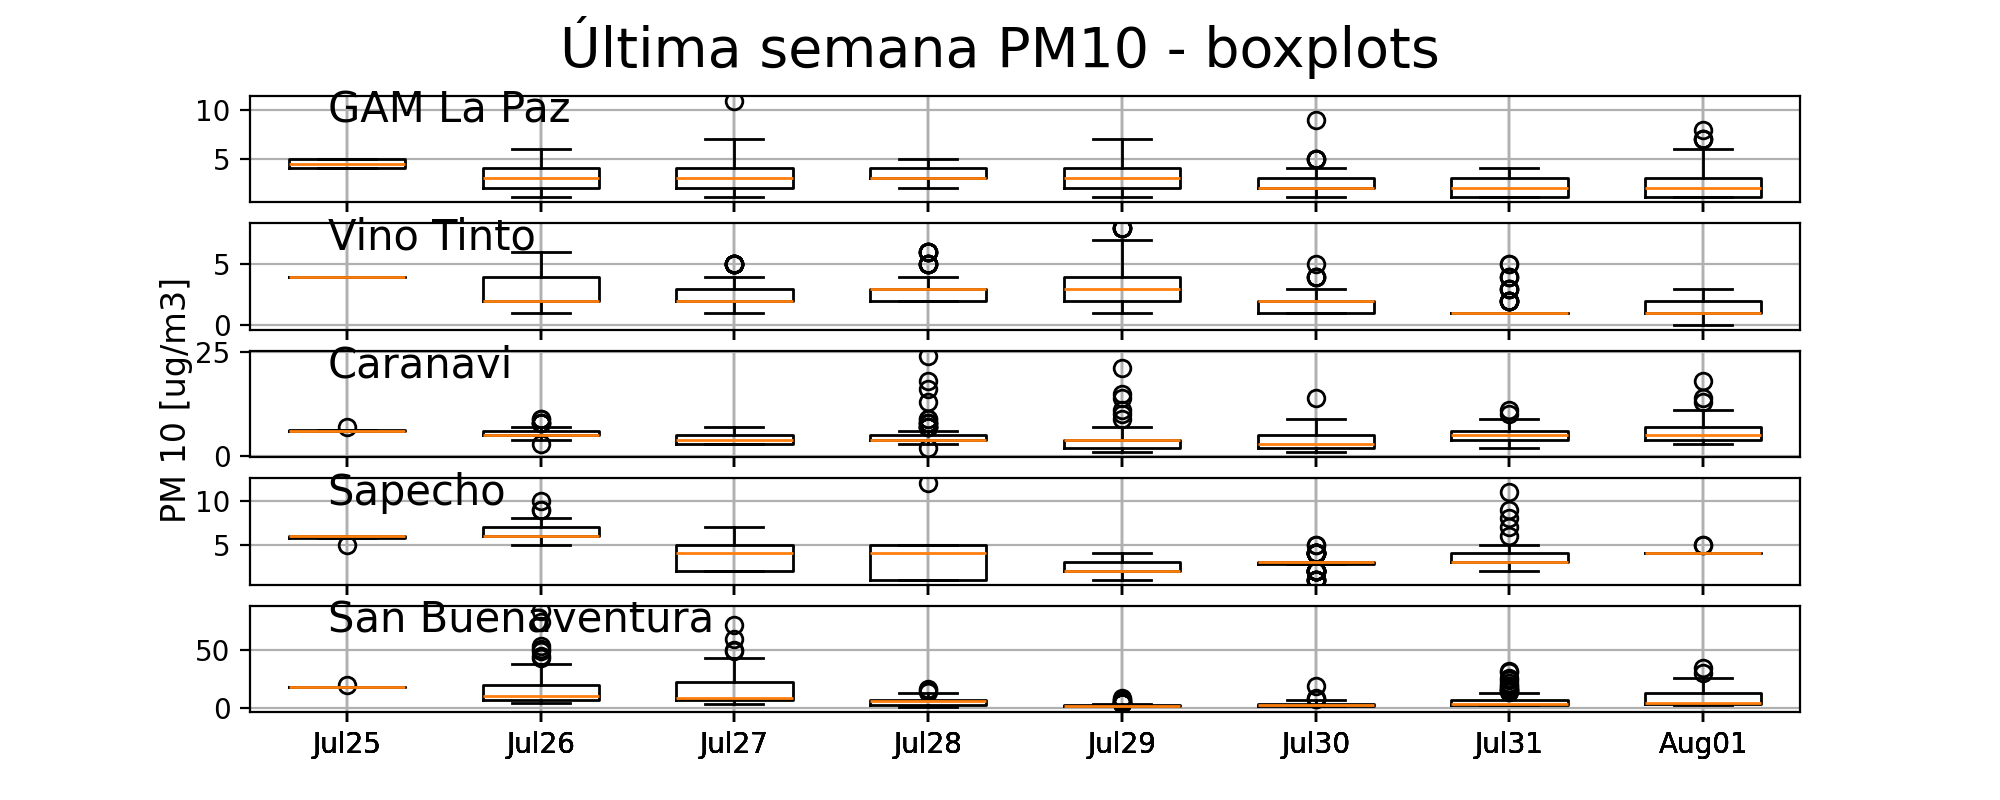 Última semana PM10 - boxplots
GAM La Paz
10
5
Vino Tinto
5
0
PM 10 [ug/m3]
Caranavi
25
0
Sapecho
10
5
San Buenaventura
50
0
Jul25 Jul26 Jul27 Jul28 Jul29 Jul30 Jul31 Aug01